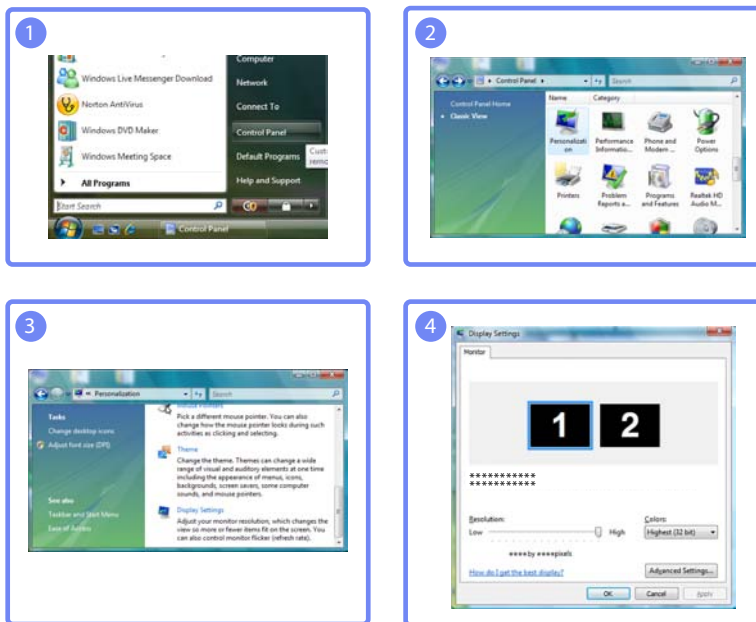 1
Computer
Windows Live Messenger Download
Network
Norton AntiVirus
Connect To
Windows DVD Maker
Control Panel
Windows Meeting Space
Default Programs
All Programs
Help and Support
Start Search
Control Panel
2
Control Panel
Search
Control Panel Home
Classic View
Name Category
Personalizati
on
Performance
Informatio...
Phone and
Modem ...
Power
Options
Printers
Problem
Reports a...
Programs
and Features
Realtek HD
Audio M...
3
Personalization
Search
Tasks
Change desktop icons
Adjust font size (DPI)
See also
Taskbar and Start Menu
Ease of Access
Mouse Pointers
Pick a different mouse pointer. You can also
change how the mouse pointer looks during such
activities as clicking and selecting.
Theme
Change the theme. Themes can change a wide
range of visual and auditory elements at one time
including the appearance of menus, icons,
backgrounds, screen savers, some computer
sounds, and mouse pointers.
Display Settings
Adjust your monitor resolution, which changes the
view so more or fewer items fit on the screen. You
can also control monitor flicker (refresh rate).
4
Display Settings
Monitor
1 2
***********
***********
Resolution:
Low High
****by ****pixals
Colors:
Highest (32 bit)
How do I get the best display?
Advanced Settings...
OK Cancel Apply